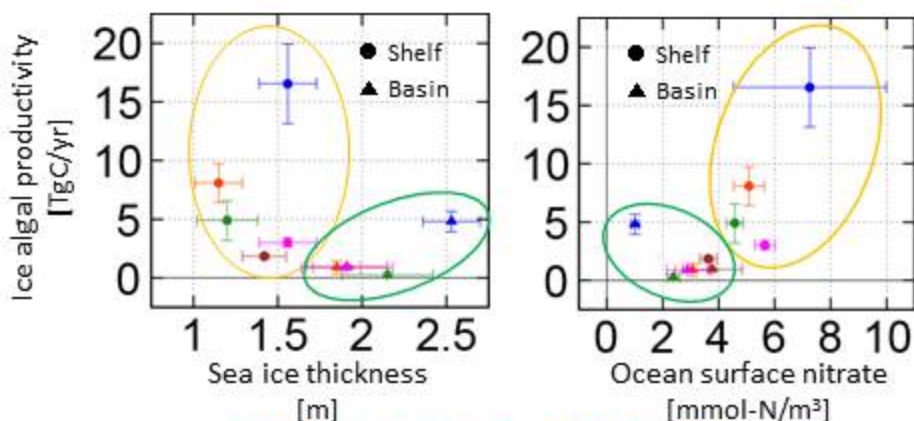 Ice algal productivity
[TgC/yr]
20
15
10
5
0
Shelf
Basin
1
1.5
2
2.5
Sea ice thickness
[m]
20
15
10
5
0
Shelf
Basin
0
2
4
6
8
10
Ocean surface nitrate
[mmol-N/m³]